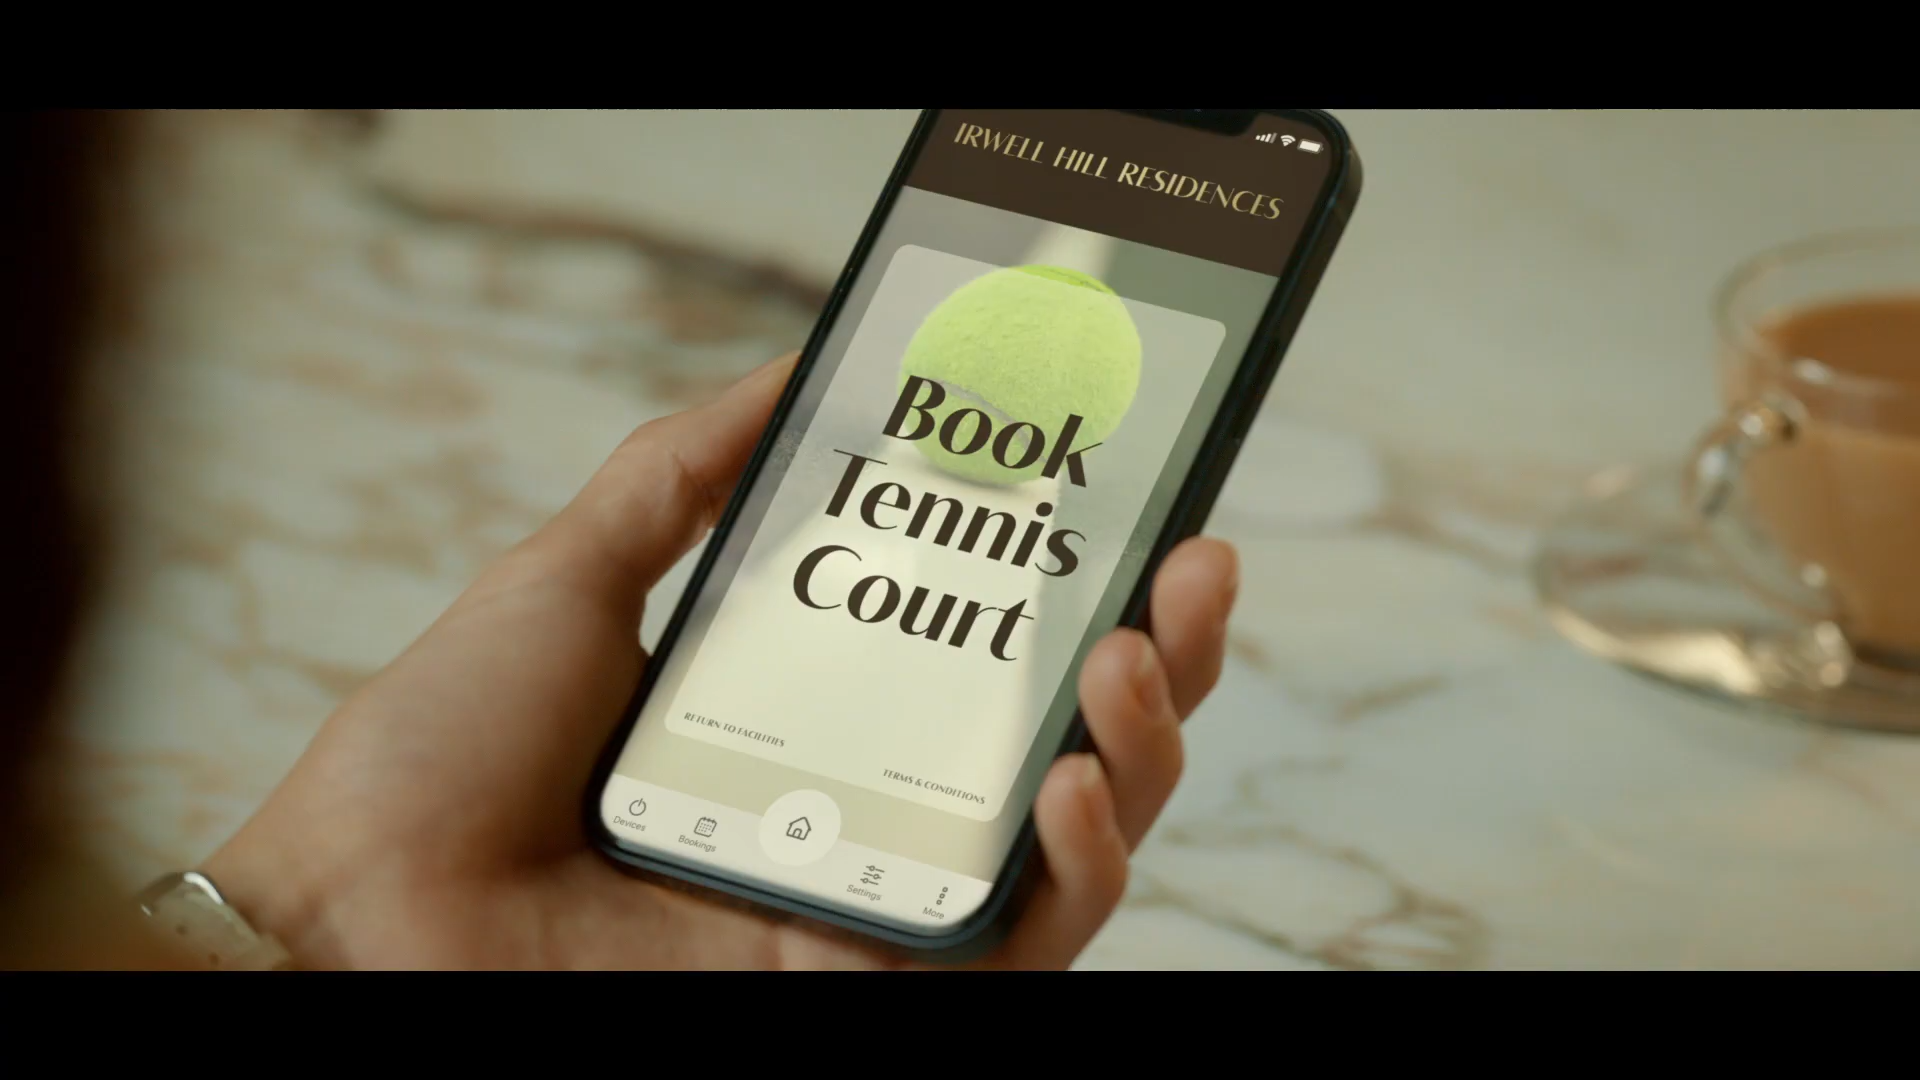 IRWELL HILL RESIDENCES
Book
Tennis
Court
RETURN TO FACILITIES
TERMS & CONDITIONS
Devices
Bookings
Settings
More